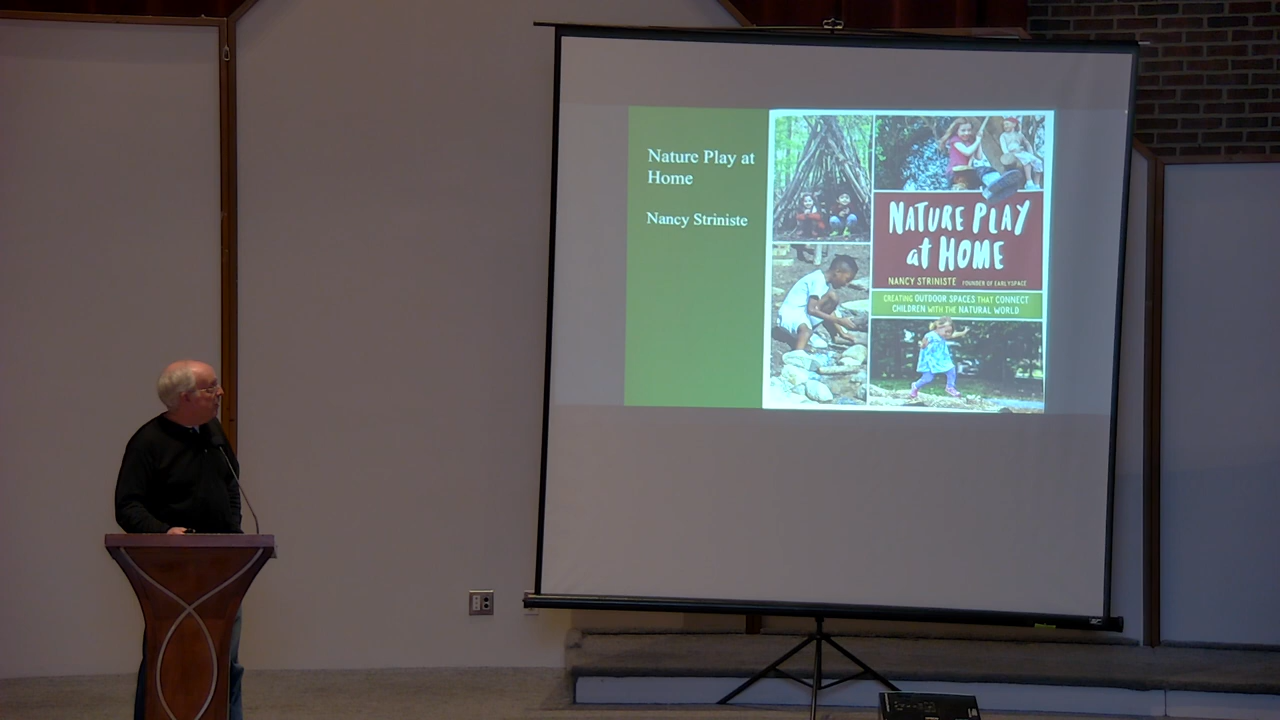 Nature Play at
Home
Nancy Striniste
NATURE PLAY
at HOME
NANCY STRINISTE FOUNDER OF EARLYSPACE
CREATING OUTDOOR SPACES THAT CONNECT
CHILDREN WITH THE NATURAL WORLD